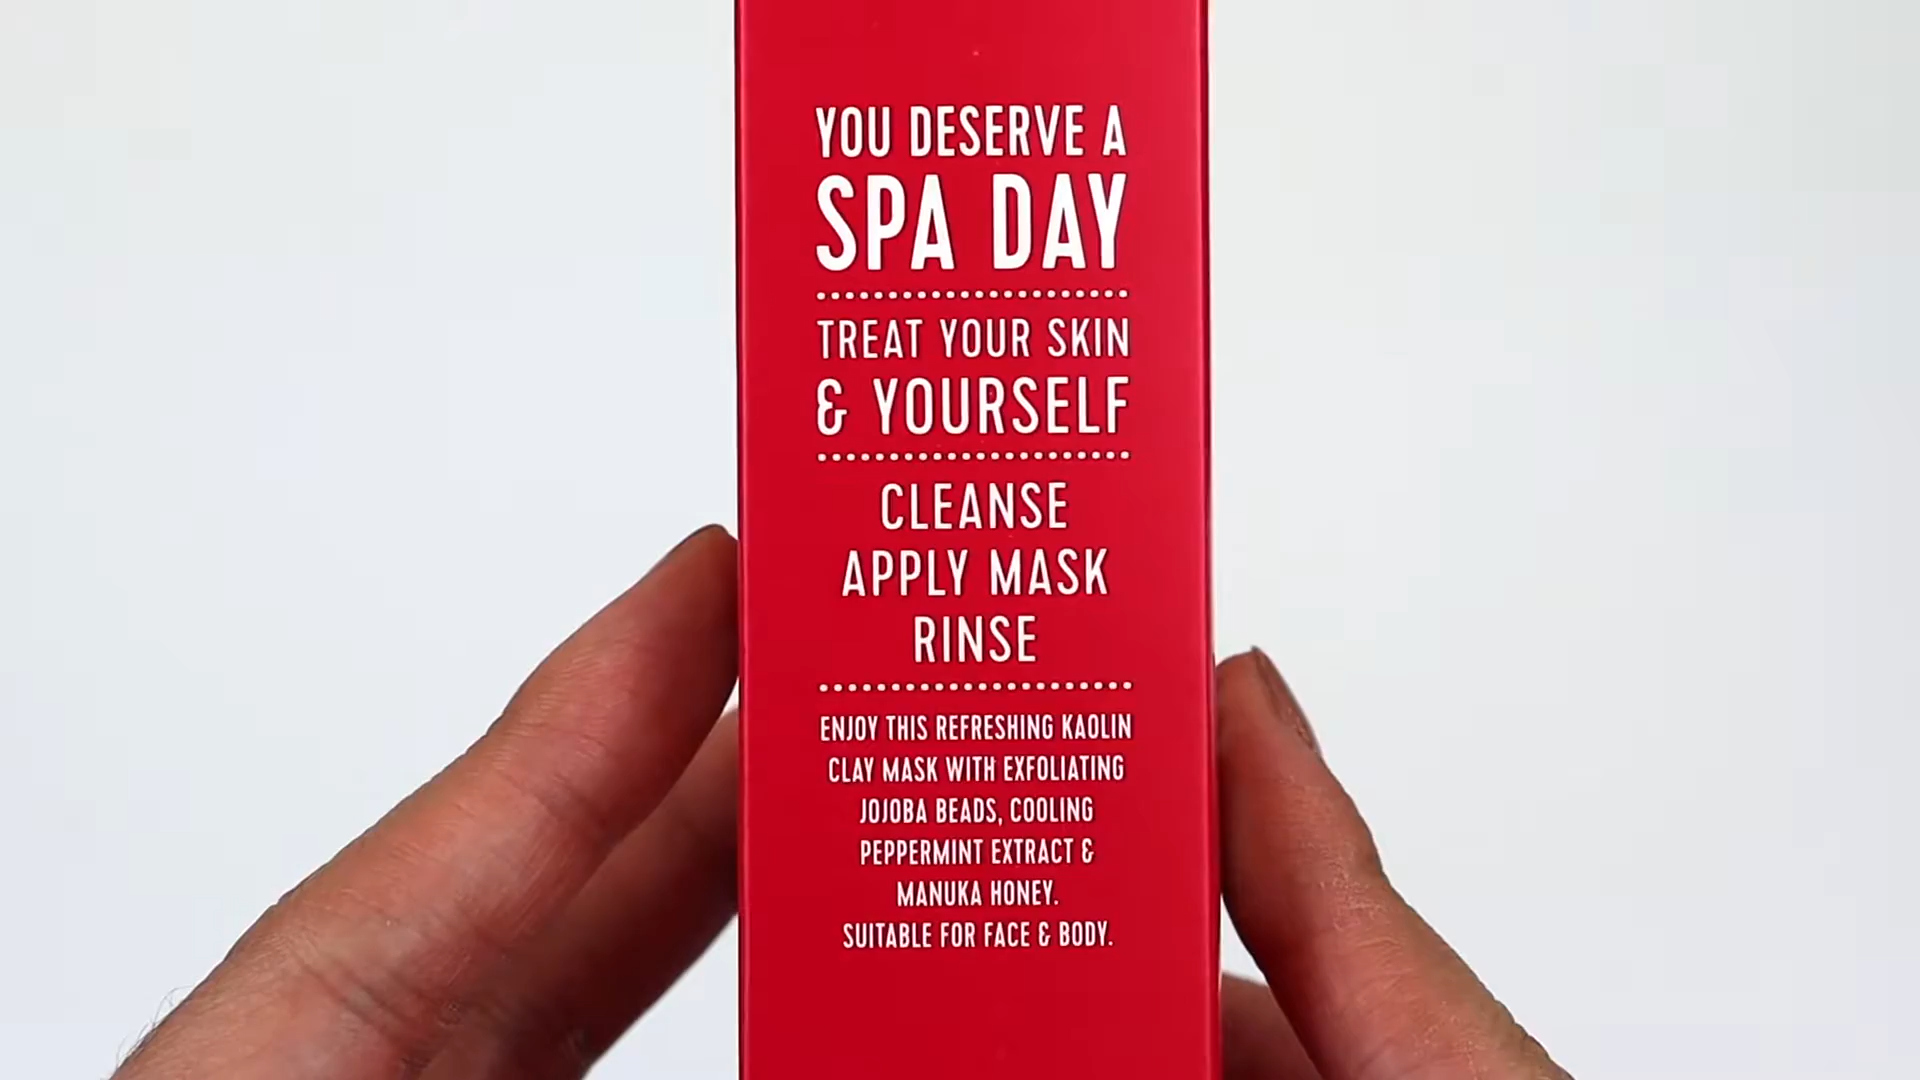 YOU DESERVE A
SPA DAY
TREAT YOUR SKIN
& YOURSELF
CLEANSE
APPLY MASK
RINSE
ENJOY THIS REFRESHING KAOLIN
CLAY MASK WITH EXFOLIATING
JOJOBA BEADS, COOLING
PEPPERMINT EXTRACT &
MANUKA HONEY.
SUITABLE FOR FACE & BODY.